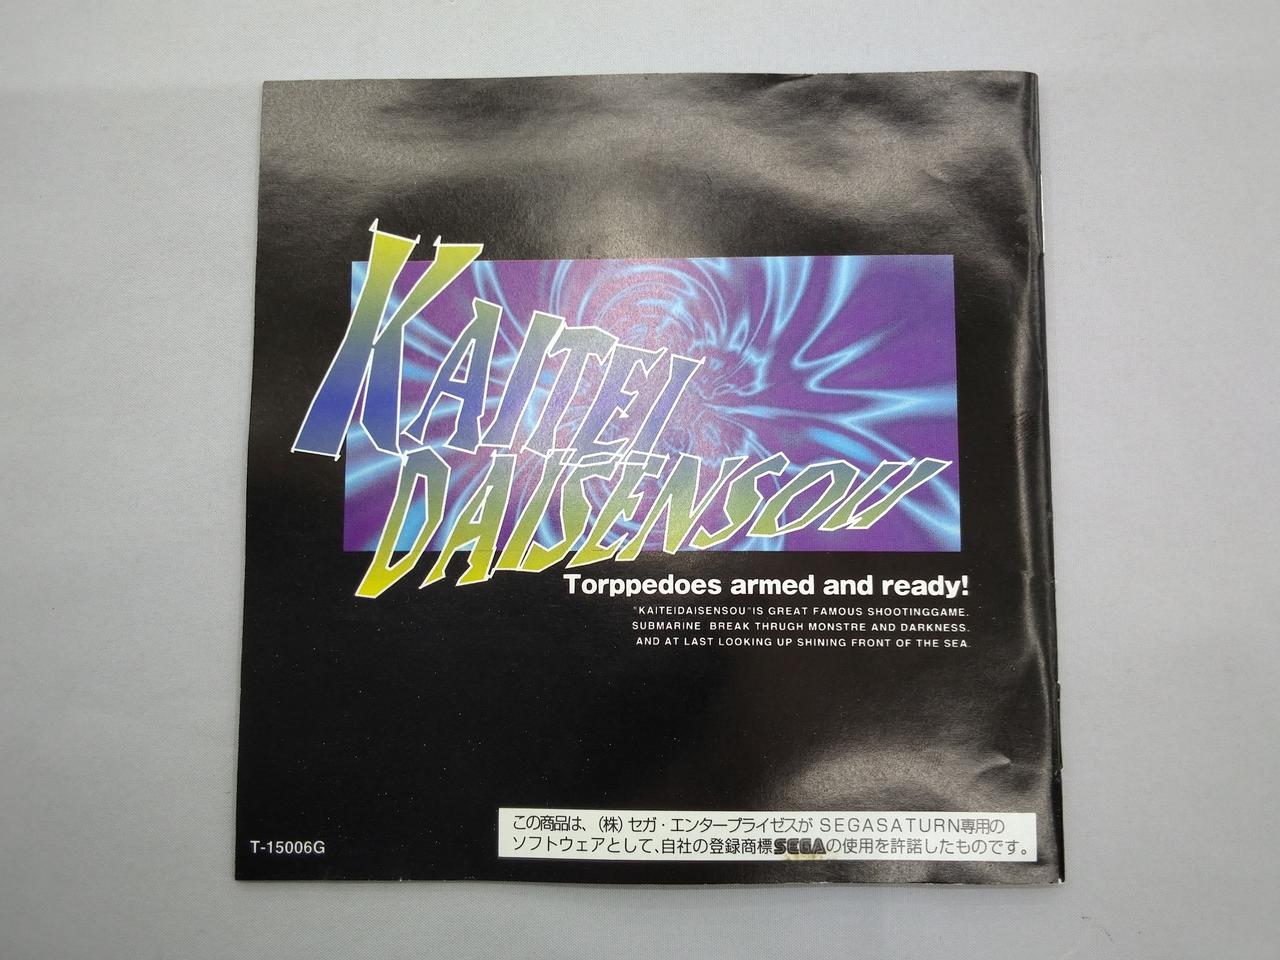 KAITEI
DAISENSOU
Torppedoes armed and ready!
"KAITEIDAISENSOU"IS GREAT FAMOUS SHOOTINGGAME.
SUBMARINE BREAK THRUGH MONSTRE AND DARKNESS.
AND AT LAST LOOKING UP SHINING FRONT OF THE SEA.
この商品は、(株)セガ・エンタープライゼスが SEGASATURN専用の
ソフトウェアとして、自社の登録商標SEGAの使用を許諾したものです。
T-15006G